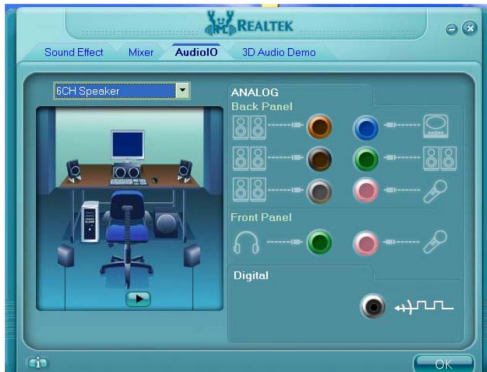 REALTEK
Sound Effect Mixer AudioIO 3D Audio Demo
6CH Speaker
ANALOG
Back Panel
Front Panel
Digital
OK